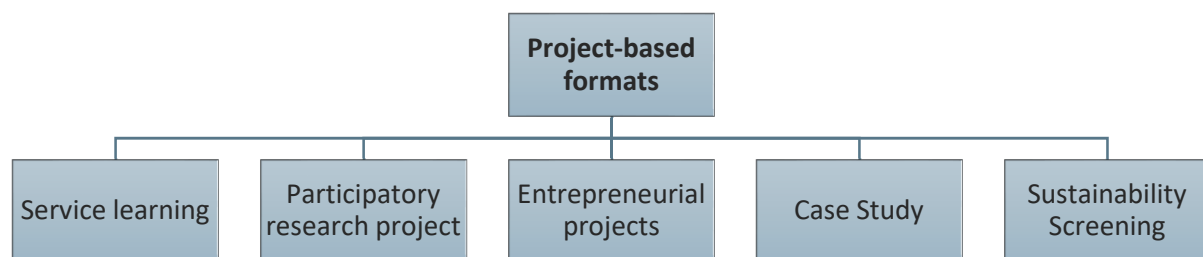 Project-based
formats
Service learning
Participatory
research project
Entrepreneurial
projects
Case Study
Sustainability
Screening